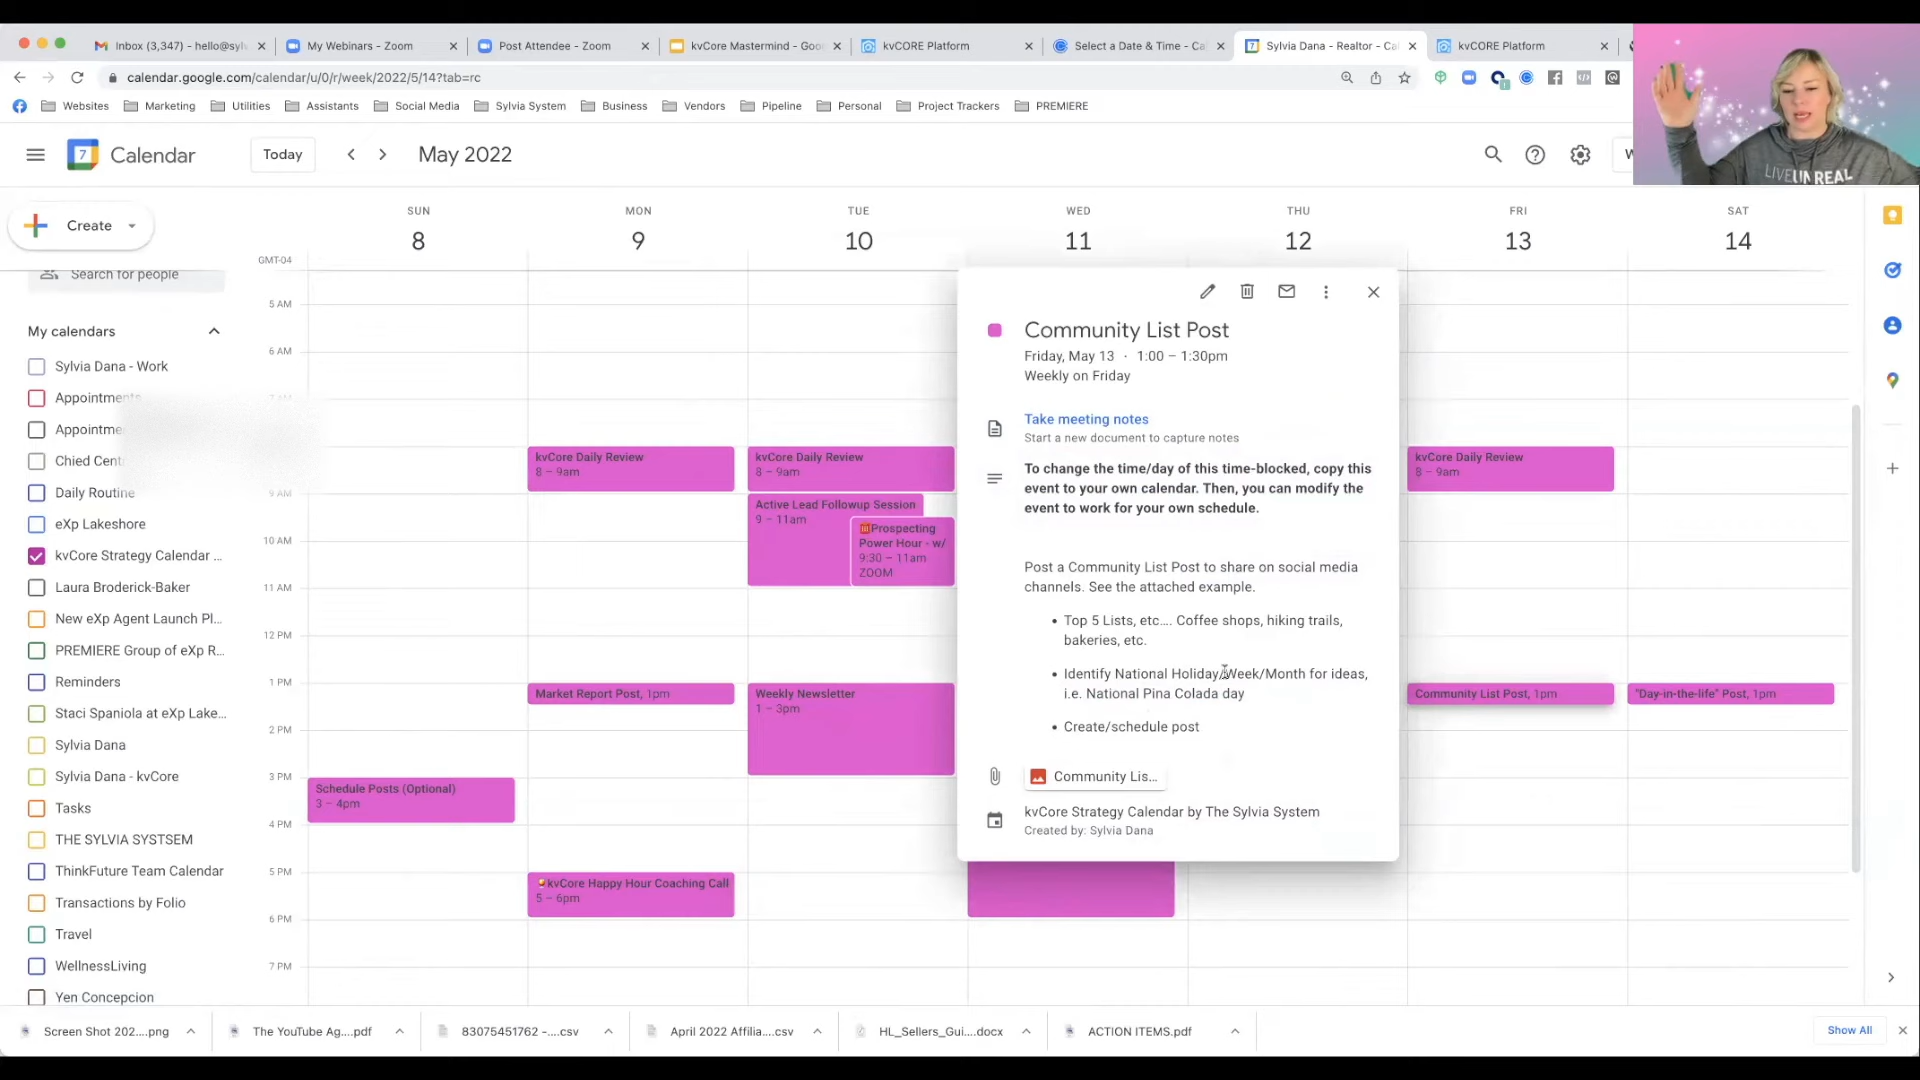 Inbox (3,347) - hello@syl
My Webinars - Zoom
Post Attendee - Zoom
kvCore Mastermind - Goo
kvCORE Platform
Select a Date & Time - Ca
Sylvia Dana - Realtor - Ca
kvCORE Platform
calendar.google.com/calendar/u/0/r/week/2022/5/14?tab=rc
Websites
Marketing
Utilities
Assistants
Social Media
Sylvia System
Business
Vendors
Pipeline
Personal
Project Trackers
PREMIERE
LIVE UNREAL
7
Calendar
Today
May 2022
W
Create
SUN
8
MON
9
TUE
10
WED
11
THU
12
FRI
13
SAT
14
GMT-04
Search for people
My calendars
Sylvia Dana - Work
Appointments
Appointme
Chied Cent
Daily Routine
eXp Lakeshore
kvCore Strategy Calendar ...
Laura Broderick-Baker
New eXp Agent Launch Pl...
PREMIERE Group of eXp R...
Reminders
Staci Spaniola at eXp Lake...
Sylvia Dana
Sylvia Dana - kvCore
Tasks
THE SYLVIA SYSTSEM
ThinkFuture Team Calendar
Transactions by Folio
Travel
WellnessLiving
Yen Concepcion
5 AM
6 AM
7 AM
9 AM
10 AM
11 AM
12 PM
1 PM
2 PM
3 PM
4 PM
5 PM
6 PM
7 PM
Schedule Posts (Optional)
3 – 4pm
kvCore Daily Review
8 – 9am
Market Report Post, 1pm
kvCore Happy Hour Coaching Call
5 – 6pm
kvCore Daily Review
8 – 9am
Active Lead Followup Session
9 – 11am
Prospecting
Power Hour - w/
9:30 – 11am
ZOOM
Weekly Newsletter
1 – 3pm
Community List Post
Friday, May 13 · 1:00 – 1:30pm
Weekly on Friday
Take meeting notes
Start a new document to capture notes
To change the time/day of this time-blocked, copy this
event to your own calendar. Then, you can modify the
event to work for your own schedule.
Post a Community List Post to share on social media
channels. See the attached example.
• Top 5 Lists, etc.... Coffee shops, hiking trails,
bakeries, etc.
• Identify National Holiday/Week/Month for ideas,
i.e. National Pina Colada day
• Create/schedule post
Community Lis...
kvCore Strategy Calendar by The Sylvia System
Created by: Sylvia Dana
kvCore Daily Review
8 – 9am
Community List Post, 1pm
"Day-in-the-life" Post, 1pm
Screen Shot 202....png
The YouTube Ag....pdf
83075451762 -....csv
April 2022 Affilia....csv
HL_Sellers_Gui....docx
ACTION ITEMS.pdf
Show All